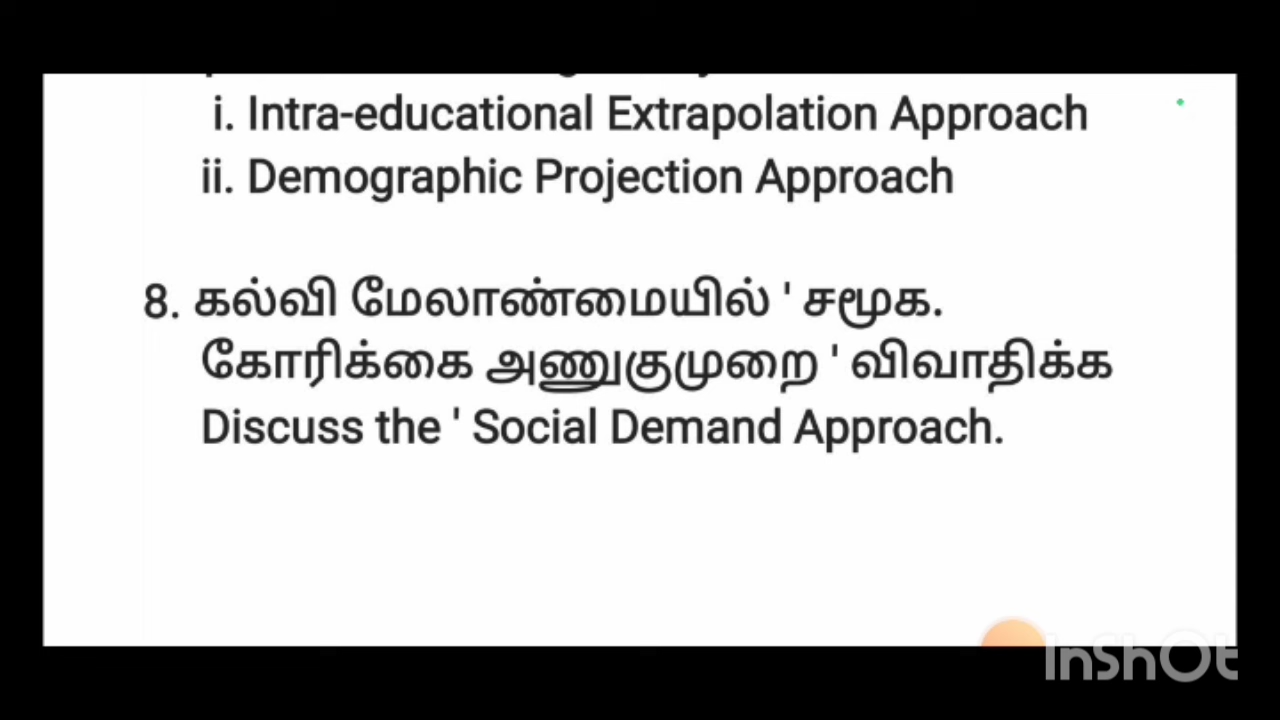 i. Intra-educational Extrapolation Approach
ii. Demographic Projection Approach
8. கல்வி மேலாண்மையில் ' சமூக.
கோரிக்கை அணுகுமுறை ' விவாதிக்க
Discuss the ' Social Demand Approach.
InShOt